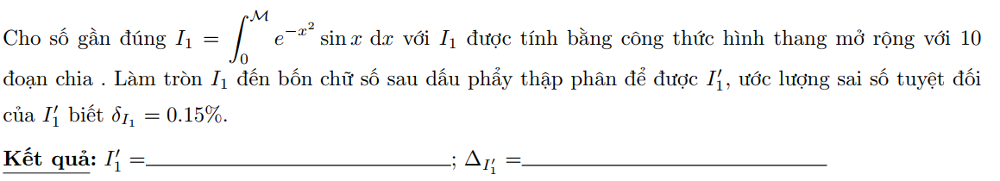 Cho số gần đúng $I_1 = \int_0^{\mathcal{M}} e^{-x^2} \sin x \, \mathrm{d}x$ với $I_1$ được tính bằng công thức hình thang mở rộng với 10
đoạn chia . Làm tròn $I_1$ đến bốn chữ số sau dấu phẩy thập phân để được $I_1'$, ước lượng sai số tuyệt đối
của $I_1'$ biết $\delta_{I_1} = 0.15\%$.
Kết quả: $I_1' =$ ; $\Delta_{I_1'} =$